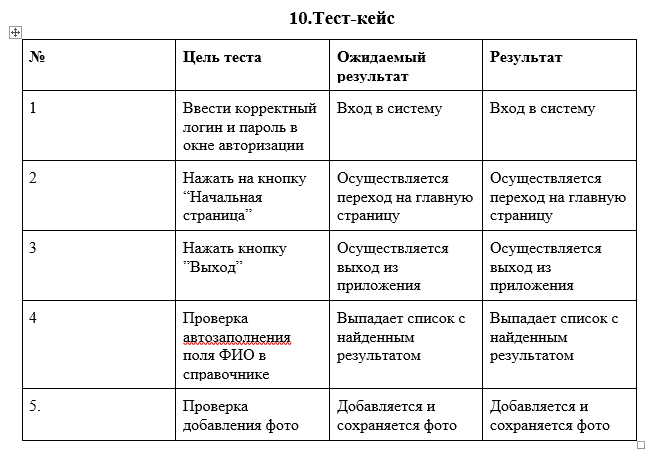 10.Тест-кейс
№
Цель теста
Ожидаемый
результат
Результат
1
Ввести корректный
логин и пароль в
окне авторизации
Вход в систему
Вход в систему
2
Нажать на кнопку
“Начальная
страница”
Осуществляется
переход на главную
страницу
Осуществляется
переход на главную
страницу
3
Нажать кнопку
”Выход”
Осуществляется
выход из
приложения
Осуществляется
выход из
приложения
4
Проверка
автозаполнения
поля ФИО в
справочнике
Выпадает список с
найденным
результатом
Выпадает список с
найденным
результатом
5.
Проверка
добавления фото
Добавляется и
сохраняется фото
Добавляется и
сохраняется фото